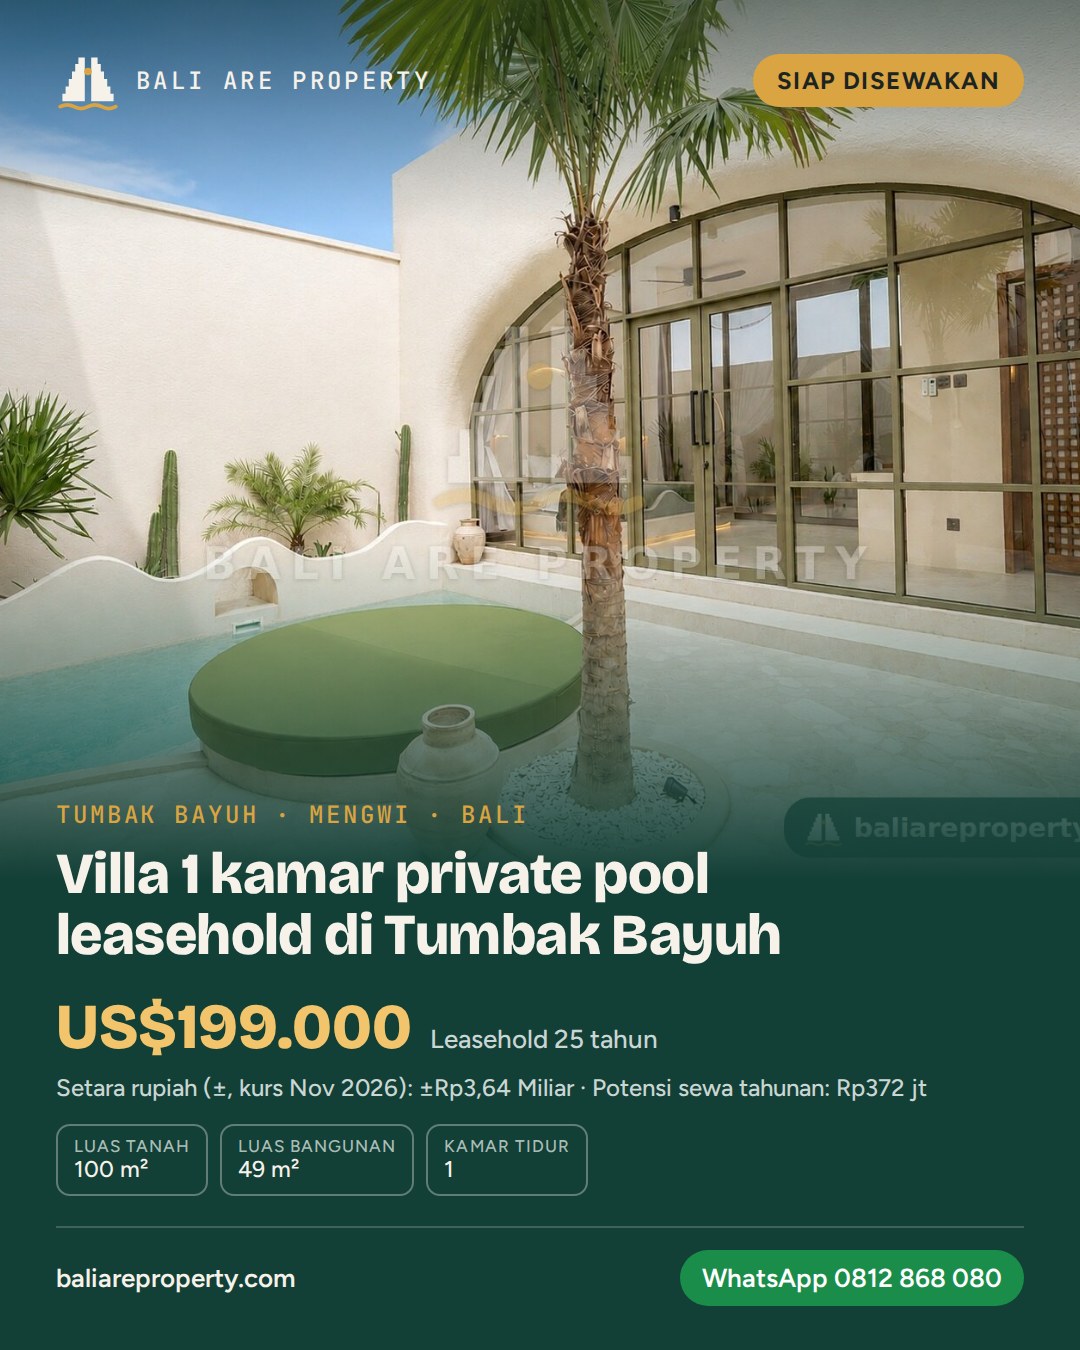 BALI ARE PROPERTY
SIAP DISEWAKAN
BALI ARE PROPERTY
TUMBAK BAYUH · MENGWI · BALI
baliareproperty
Villa 1 kamar private pool
leasehold di Tumbak Bayuh
US$199.000 Leasehold 25 tahun
Setara rupiah (±, kurs Nov 2026): ±Rp3,64 Miliar · Potensi sewa tahunan: Rp372 jt
LUAS TANAH
100 m²
LUAS BANGUNAN
49 m²
KAMAR TIDUR
1
baliareproperty.com
WhatsApp 0812 868 080